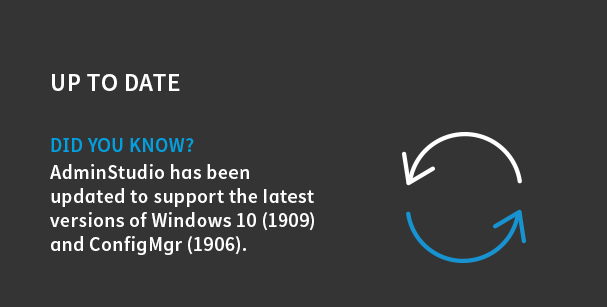 UP TO DATE
DID YOU KNOW?
AdminStudio has been
updated to support the latest
versions of Windows 10 (1909)
and ConfigMgr (1906).